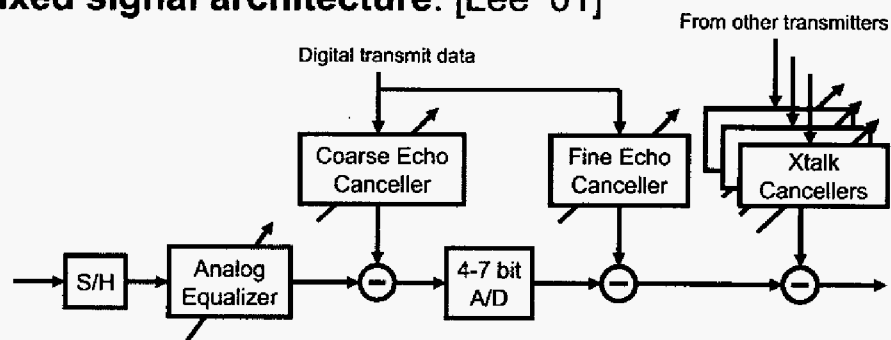 ixed signal architecture: [Lee '01]
From other transmitters
Digital transmit data
Coarse Echo
Canceller
Fine Echo
Canceller
Xtalk
Cancellers
S/H
Analog
Equalizer
−
4-7 bit
A/D
−
−